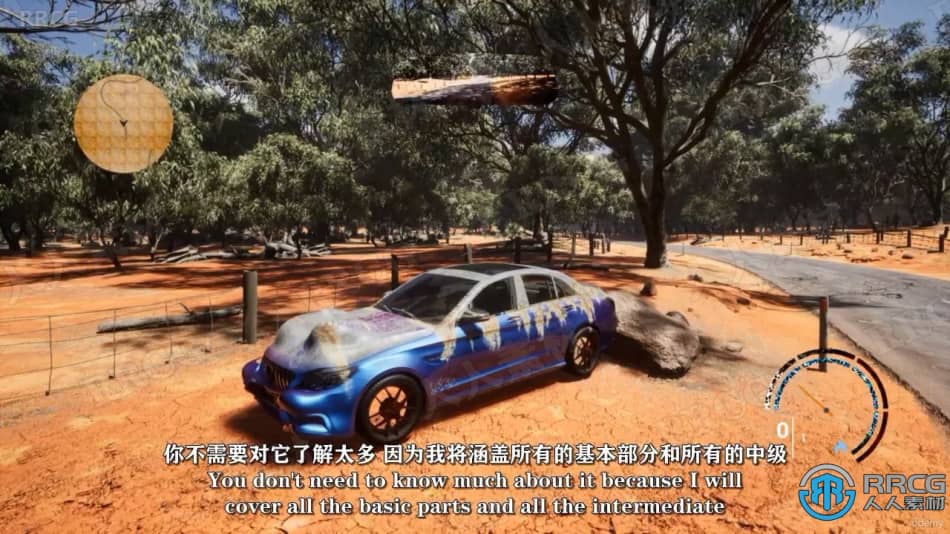 RRCG
你不需要对它了解太多 因为我将涵盖所有的基本部分和所有的中级
You don't need to know much about it because I will
cover all the basic parts and all the intermediate
0
RRCG
人人素材
udemy